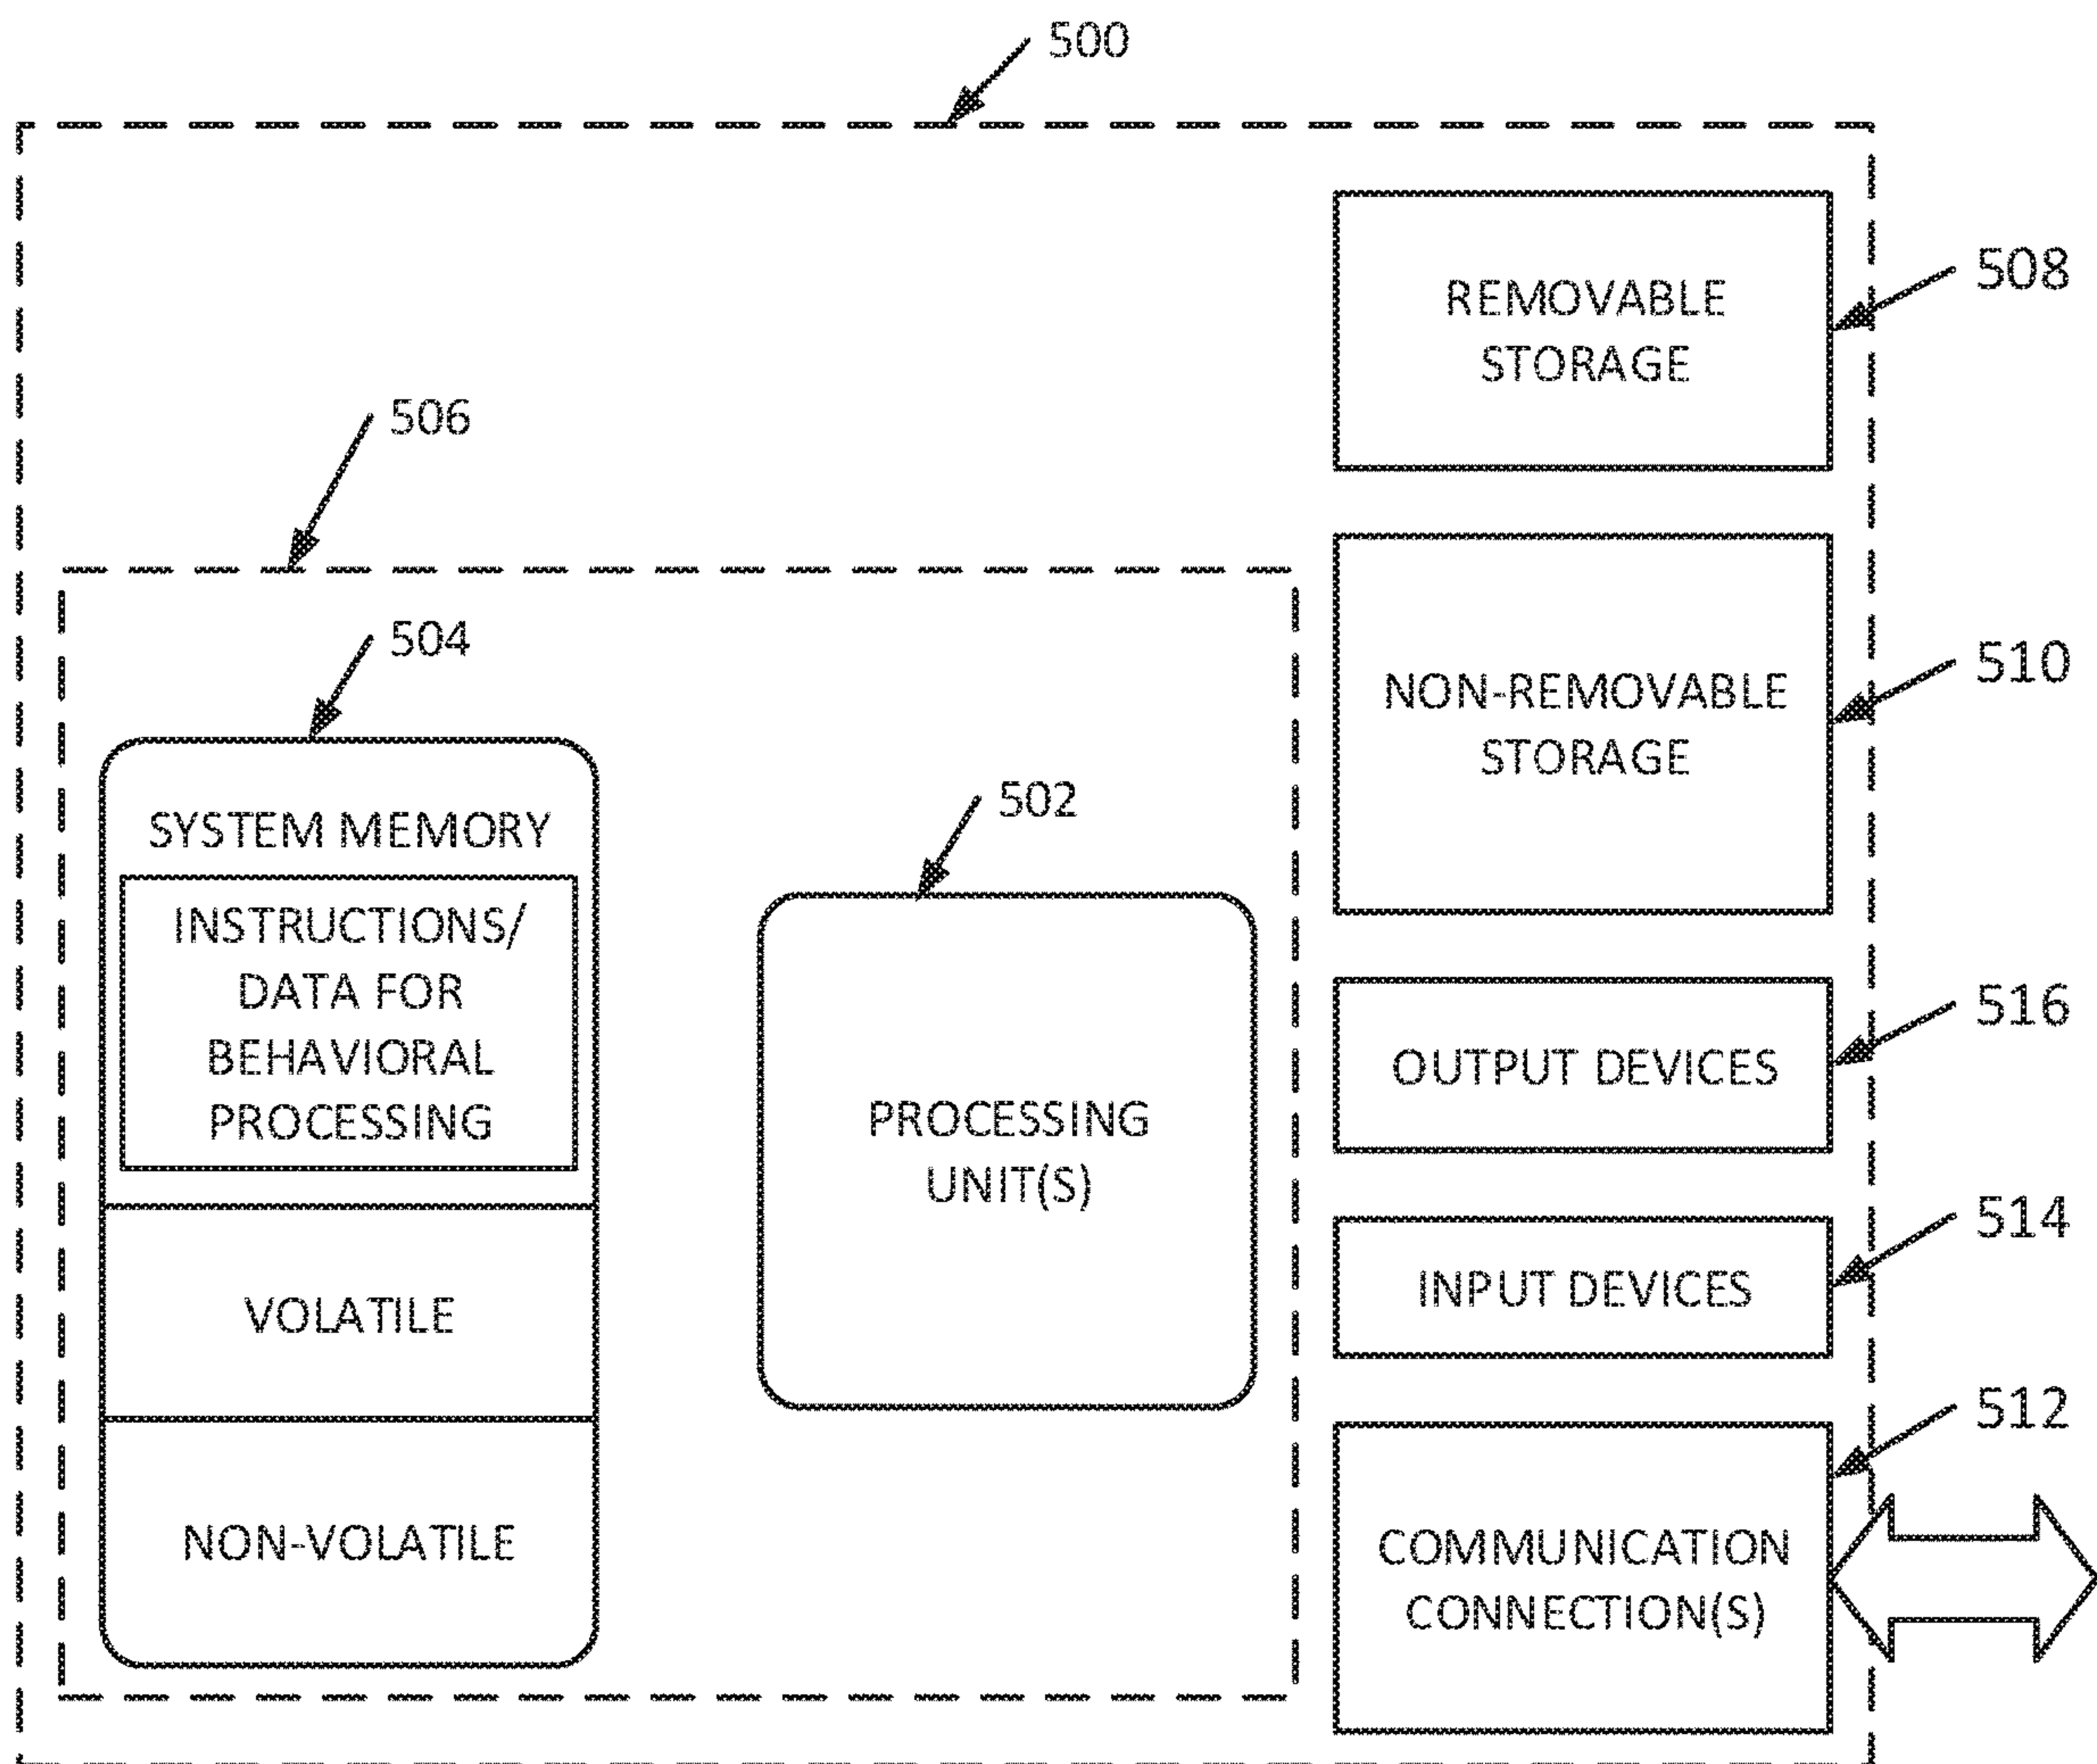 500
REMOVABLE
STORAGE
508
506
NON-REMOVABLE
STORAGE
510
504
SYSTEM MEMORY
INSTRUCTIONS/
DATA FOR
BEHAVIORAL
PROCESSING
VOLATILE
NON-VOLATILE
502
PROCESSING
UNIT(S)
OUTPUT DEVICES
516
INPUT DEVICES
514
COMMUNICATION
CONNECTION(S)
512